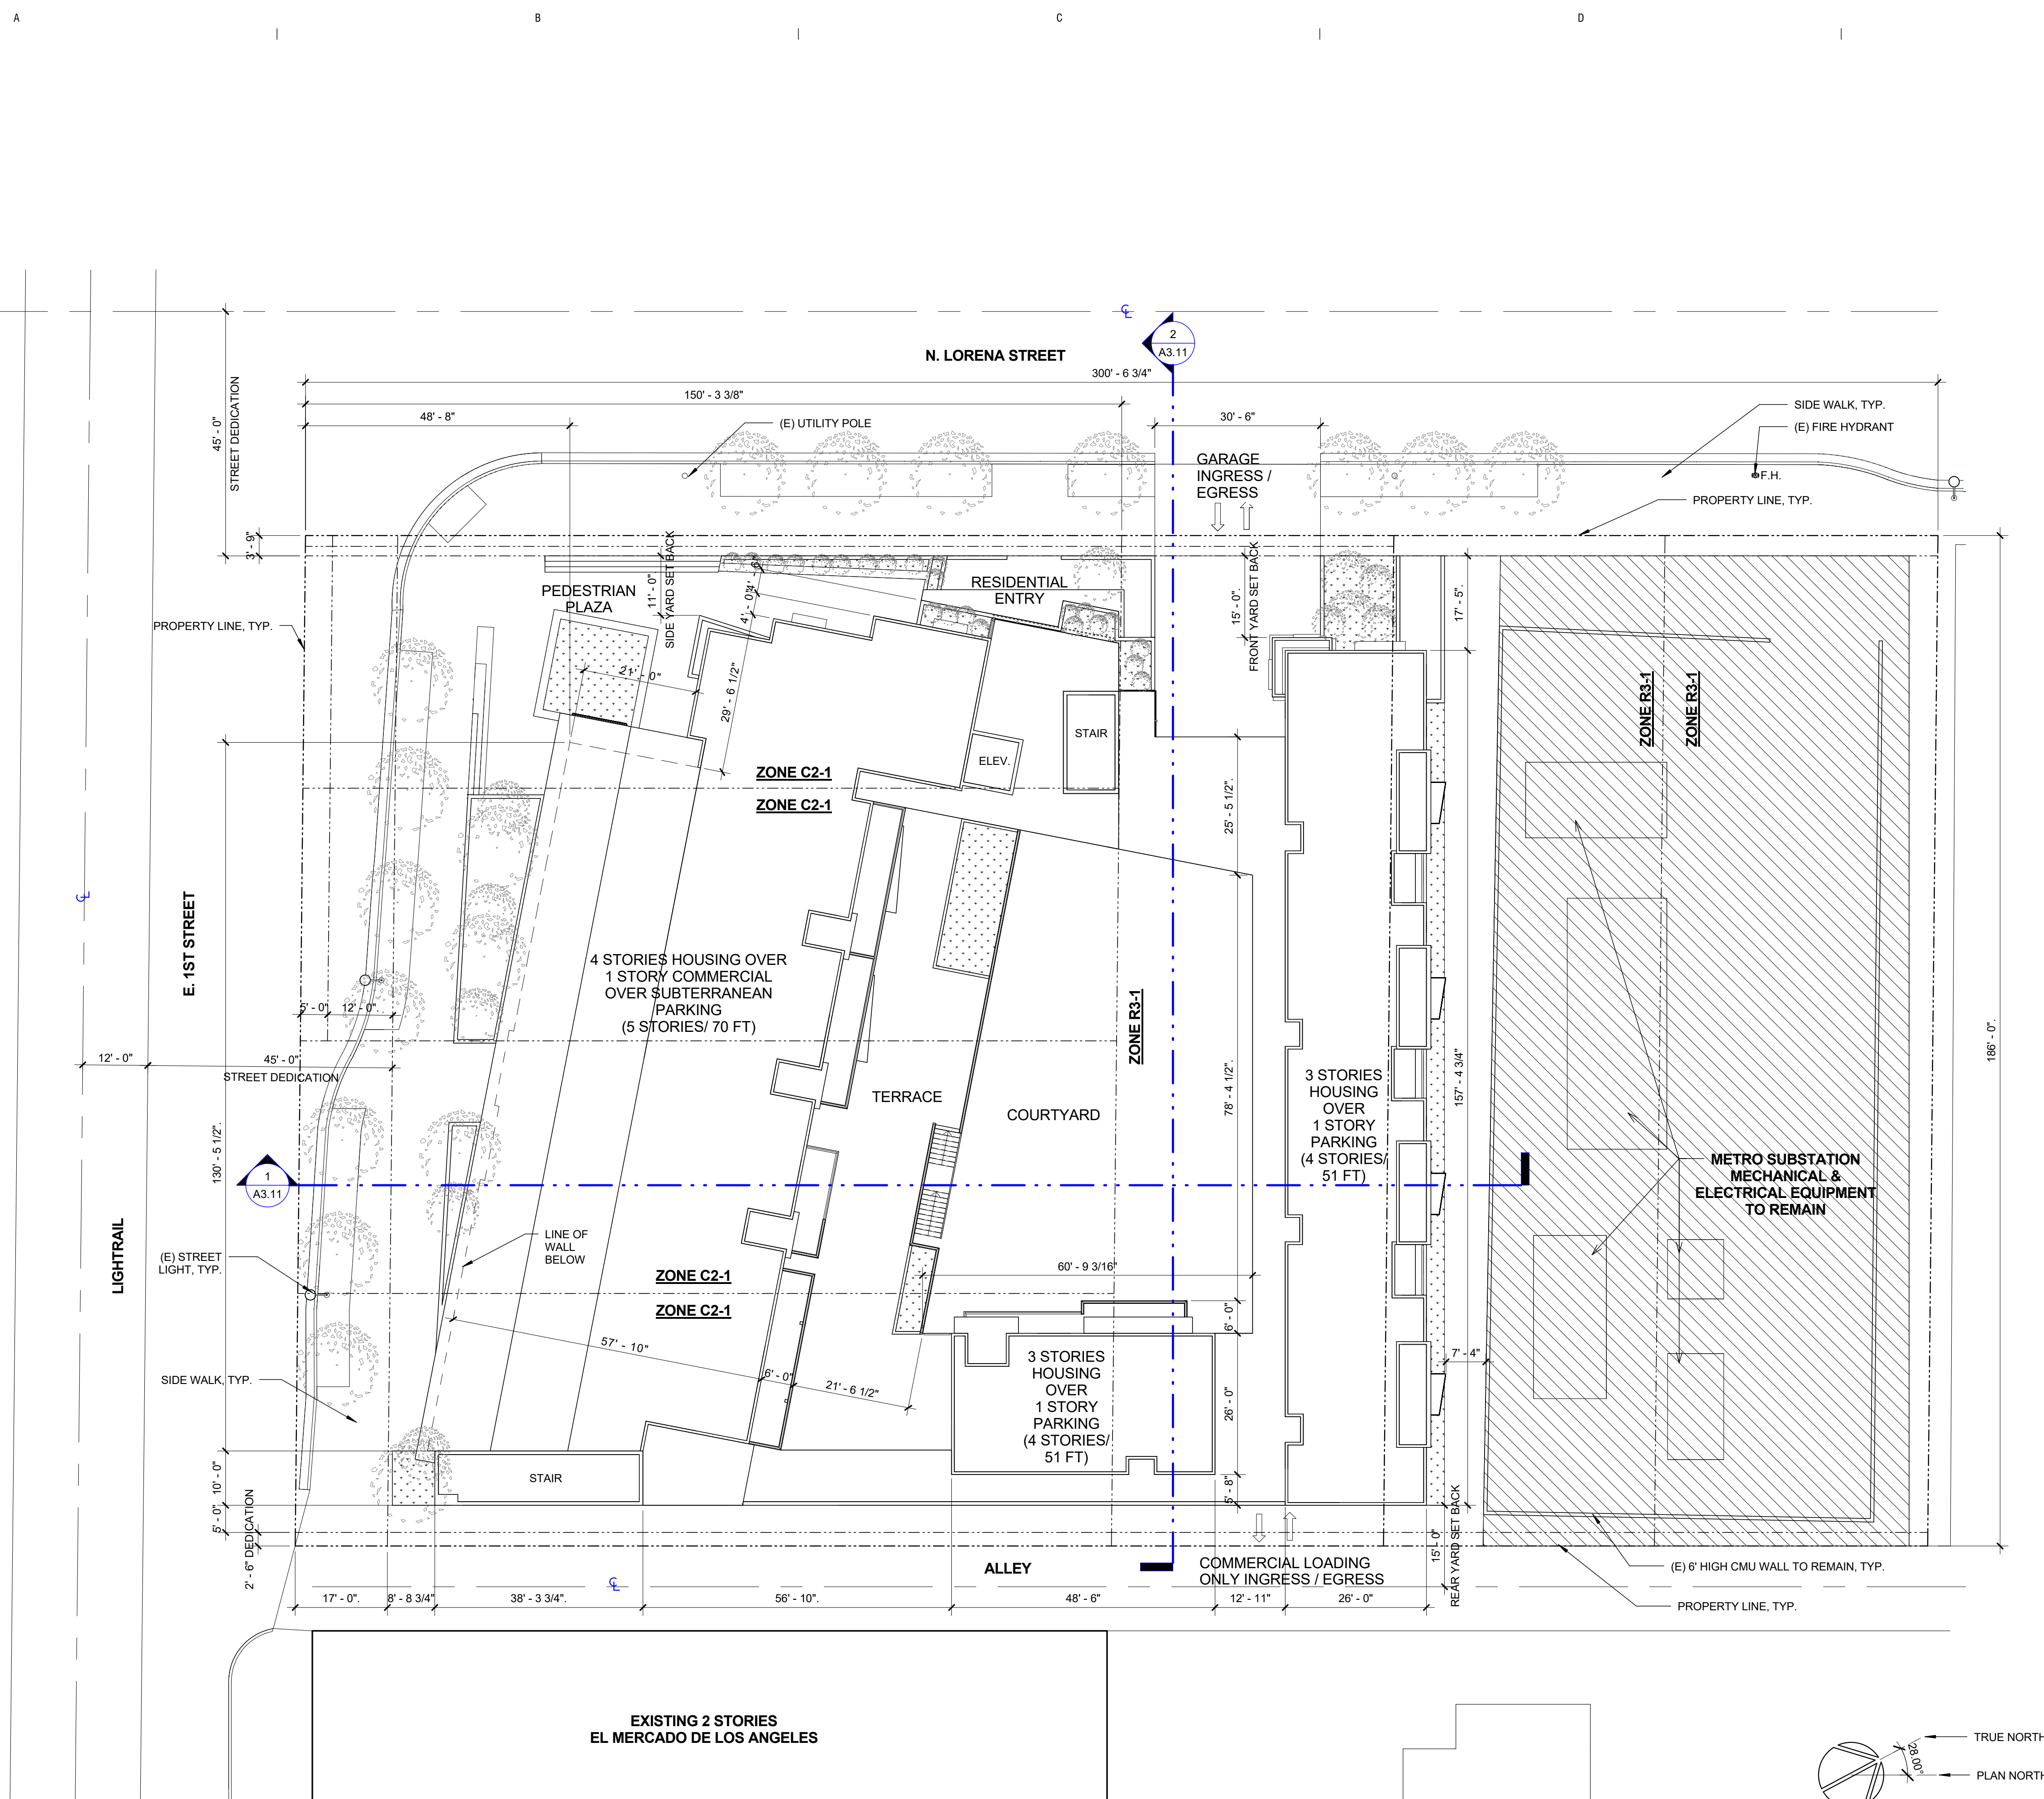 A
B
C
D
N. LORENA STREET
2
A3.11
300' - 6 3/4"
150' - 3 3/8"
48' - 8"
30' - 6"
(E) UTILITY POLE
SIDE WALK, TYP.
(E) FIRE HYDRANT
F.H.
PROPERTY LINE, TYP.
GARAGE
INGRESS /
EGRESS
45' - 0"
STREET DEDICATION
3' - 9"
PEDESTRIAN
PLAZA
11' - 0"
SIDE YARD SET BACK
4' - 6"
4' - 0"
RESIDENTIAL
ENTRY
15' - 0".
FRONT YARD SET BACK
17' - 5".
PROPERTY LINE, TYP.
21' - 0"
29' - 6 1/2"
STAIR
ELEV.
ZONE C2-1
ZONE C2-1
ZONE R3-1
ZONE R3-1
25' - 5 1/2".
E. 1ST STREET
4 STORIES HOUSING OVER
1 STORY COMMERCIAL
OVER SUBTERRANEAN
PARKING
(5 STORIES/ 70 FT)
5' - 0"
12' - 0".
12' - 0"
45' - 0"
STREET DEDICATION
ZONE R3-1
TERRACE
COURTYARD
78' - 4 1/2".
3 STORIES
HOUSING
OVER
1 STORY
PARKING
(4 STORIES/
51 FT)
157' - 4 3/4"
186' - 0".
130' - 5 1/2".
1
A3.11
METRO SUBSTATION
MECHANICAL &
ELECTRICAL EQUIPMENT
TO REMAIN
LIGHTRAIL
(E) STREET
LIGHT, TYP.
LINE OF
WALL
BELOW
ZONE C2-1
ZONE C2-1
60' - 9 3/16"
6' - 0"
57' - 10"
6' - 0"
21' - 6 1/2"
3 STORIES
HOUSING
OVER
1 STORY
PARKING
(4 STORIES/
51 FT)
26' - 0"
7' - 4"
SIDE WALK, TYP.
STAIR
10' - 0"
5' - 0"
2' - 6" DEDICATION
5' - 8"
15' - 0"
REAR YARD SET BACK
ALLEY
COMMERCIAL LOADING
ONLY INGRESS / EGRESS
(E) 6' HIGH CMU WALL TO REMAIN, TYP.
PROPERTY LINE, TYP.
17' - 0".
8' - 8 3/4"
38' - 3 3/4".
56' - 10".
48' - 6"
12' - 11"
26' - 0"
EXISTING 2 STORIES
EL MERCADO DE LOS ANGELES
TRUE NORTH
28.00°
PLAN NORTH